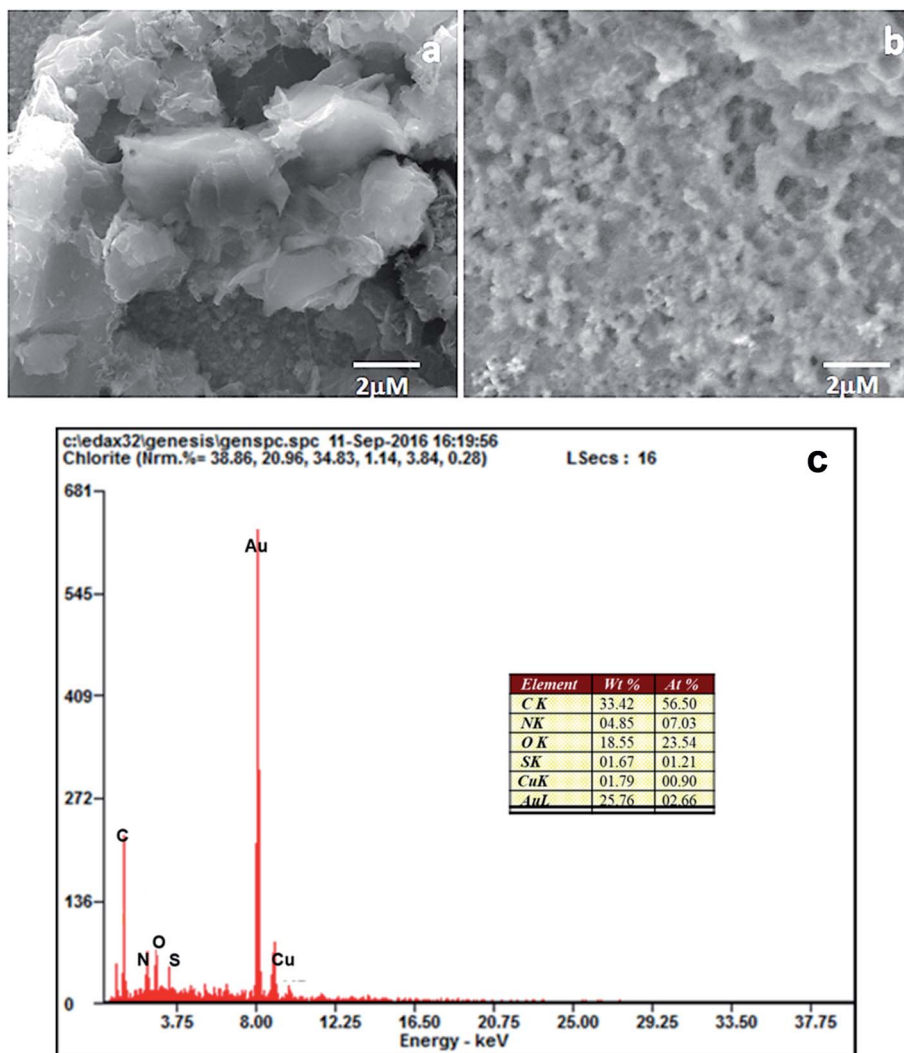 a
b
2µM
2µM
c:\edax32\genesis\genspc.spc 11-Sep-2016 16:19:56
Chlorite (Nrm.%= 38.86, 20.96, 34.83, 1.14, 3.84, 0.28) LSecs : 16
c
681
545
409
272
136
0
Au
C
N
O
S
Cu
Element Wt % At %
C K 33.42 56.50
NK 04.85 07.03
O K 18.55 23.54
SK 01.67 01.21
CuK 01.79 00.90
AuL 25.76 02.66
3.75 8.00 12.25 16.50 20.75 25.00 29.25 33.50 37.75
Energy - keV